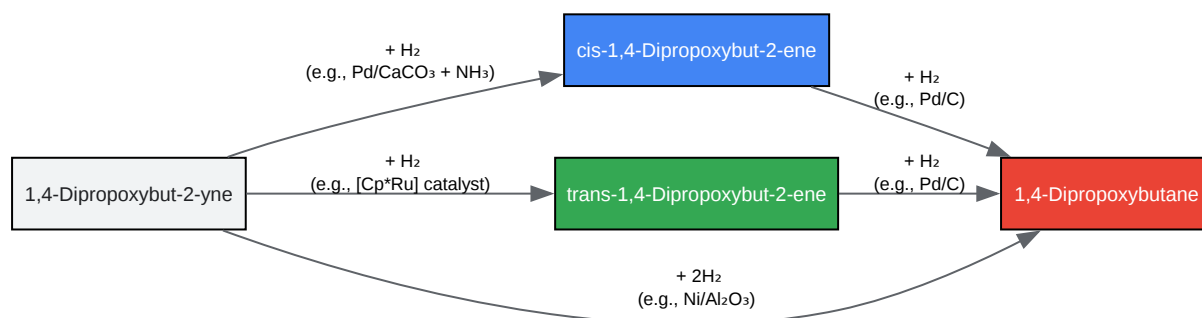 cis-1,4-Dipropoxybut-2-ene
+ H₂
(e.g., Pd/CaCO₃ + NH₃)
+ H₂
(e.g., Pd/C)
1,4-Dipropoxybut-2-yne
+ H₂
(e.g., [Cp*Ru] catalyst)
trans-1,4-Dipropoxybut-2-ene
+ H₂
(e.g., Pd/C)
1,4-Dipropoxybutane
+ 2H₂
(e.g., Ni/Al₂O₃)